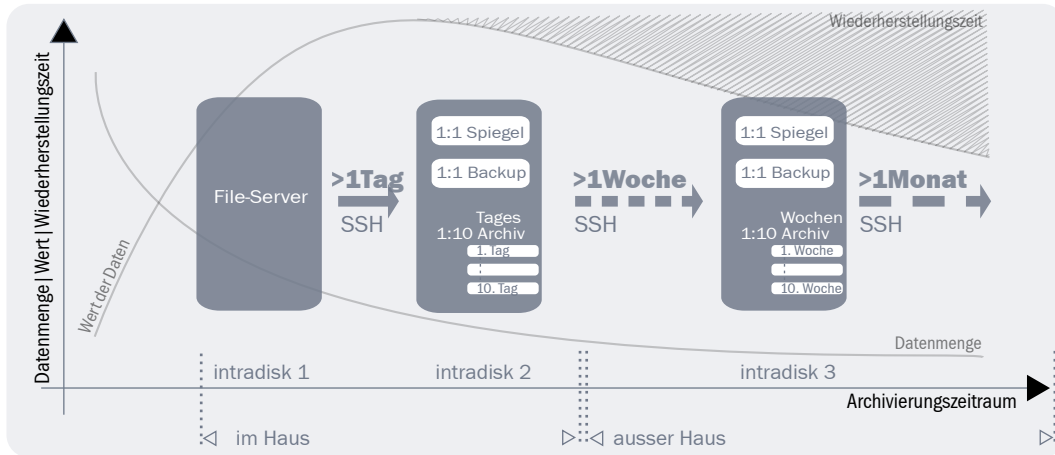 Wiederherstellungszeit
Datenmenge | Wert | Wiederherstellungszeit
Wert der Daten
File-Server
>1Tag
SSH
1:1 Spiegel
1:1 Backup
Tages
1:10 Archiv
1. Tag
10. Tag
>1Woche
SSH
1:1 Spiegel
1:1 Backup
Wochen
1:10 Archiv
1. Woche
10. Woche
>1Monat
SSH
Datenmenge
intradisk 1
intradisk 2
intradisk 3
Archivierungszeitraum
im Haus
ausser Haus